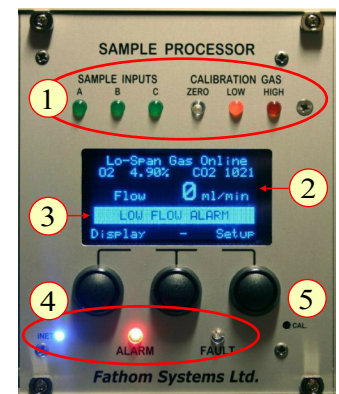 SAMPLE PROCESSOR
SAMPLE INPUTS CALIBRATION GAS
A B C ZERO LOW HIGH
1
Lo-Span Gas Online
O2 4.90% CO2 1021
Flow 0 ml/min
2
3
LOW FLOW ALARM
Display - Setup
4
5
INET
CAL.
ALARM FAULT
Fathom Systems Ltd.